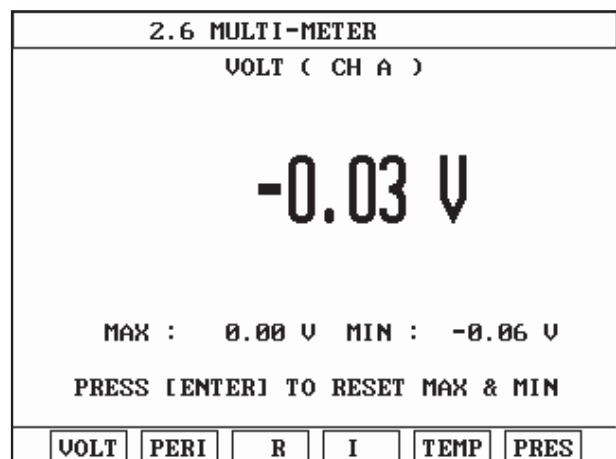 2.6 MULTI-METER
VOLT ( CH A )
-0.03 V
MAX : 0.00 V MIN : -0.06 V
PRESS [ENTER] TO RESET MAX & MIN
VOLT PERI R I TEMP PRES